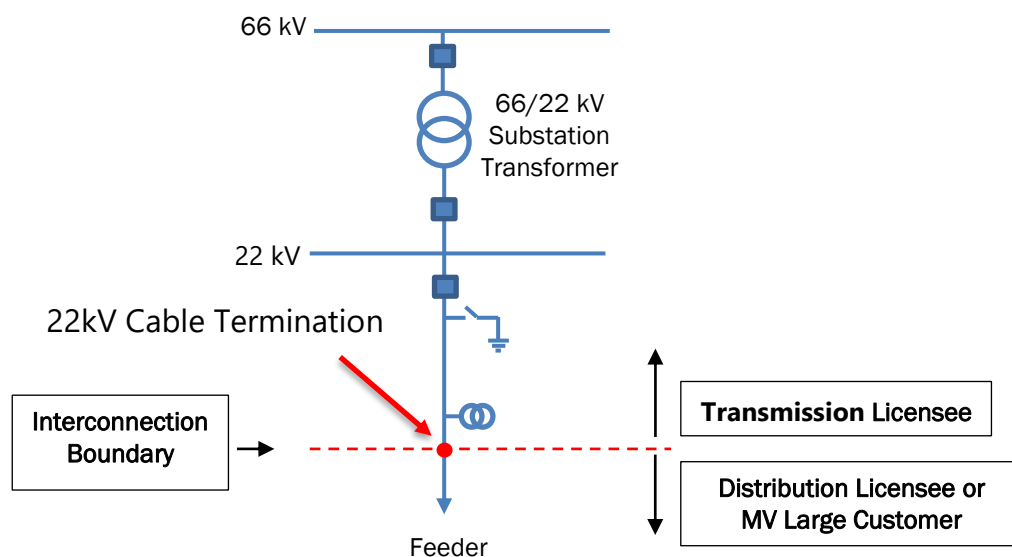 66 kV
66/22 kV
Substation
Transformer
22 kV
22kV Cable Termination
Interconnection
Boundary
Transmission Licensee
Distribution Licensee or
MV Large Customer
Feeder